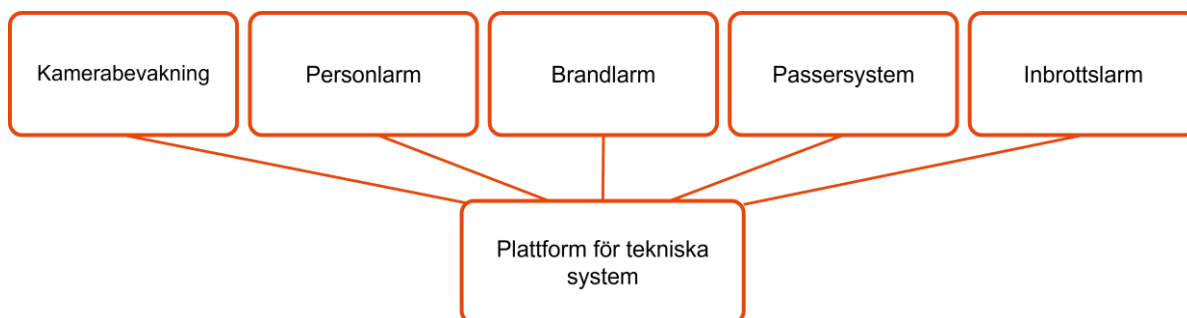 Kamerabevakning
Personlarm
Brandlarm
Passersystem
Inbrottslarm
Plattform för tekniska
system